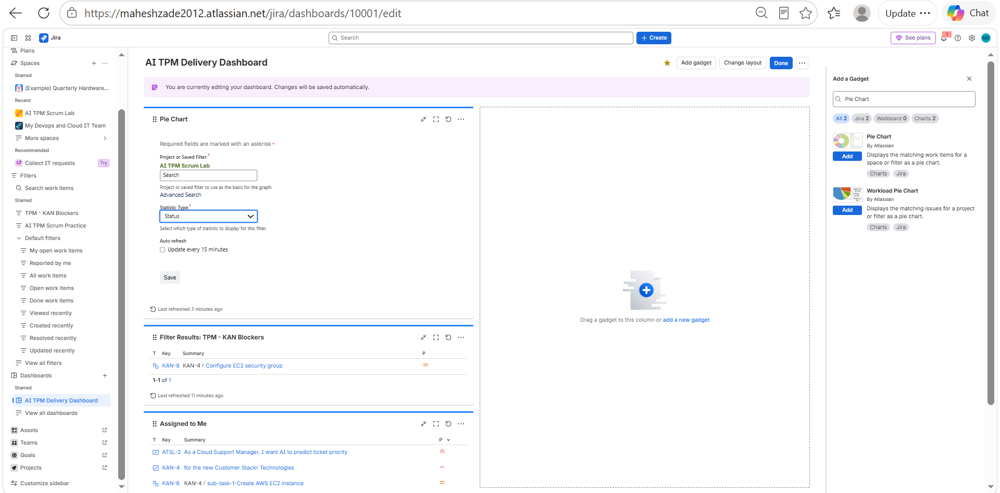 https://maheshzade2012.atlassian.net/jira/dashboards/10001/edit
Update
Chat
Jira
Search
Create
See plans
1
MZ
Plans
Spaces
Starred
(Example) Quarterly Hardware...
Recent
AI TPM Scrum Lab
My Devops and Cloud IT Team
More spaces
Recommended
Collect IT requests
Try
Filters
Search work items
Starred
TPM - KAN Blockers
AI TPM Scrum Practice
Default filters
My open work items
Reported by me
All work items
Open work items
Done work items
Viewed recently
Created recently
Resolved recently
Updated recently
View all filters
Dashboards
Starred
AI TPM Delivery Dashboard
View all dashboards
Assets
Teams
Goals
Projects
Customize sidebar
AI TPM Delivery Dashboard
Add gadget
Change layout
Done
You are currently editing your dashboard. Changes will be saved automatically.
Pie Chart
Required fields are marked with an asterisk *
Project or Saved Filter:*
AI TPM Scrum Lab
Search
Project or saved filter to use as the basis for the graph.
Advanced Search
Statistic Type:*
Status
Select which type of statistic to display for this filter.
Auto refresh
Update every 15 minutes
Save
Last refreshed 3 minutes ago
Filter Results: TPM - KAN Blockers
T Key Summary P
KAN-8 KAN-4 / Configure EC2 security group
1-1 of 1
Last refreshed 11 minutes ago
Assigned to Me
T Key Summary P
ATSL-2 As a Cloud Support Manager, I want AI to predict ticket priority
KAN-4 for the new Customer Stackr Technologies
KAN-6 KAN-4 / sub-task-1-Create AWS EC2 instance
Drag a gadget to this column or add a new gadget
Add a Gadget
Pie Chart
All 2 Jira 2 Wallboard 0 Charts 2
Pie Chart
By Atlassian
Add
Displays the matching work items for a
space or filter as a pie chart.
Charts Jira
Workload Pie Chart
By Atlassian
Add
Displays the matching issues for a project
or filter as a pie chart.
Charts Jira